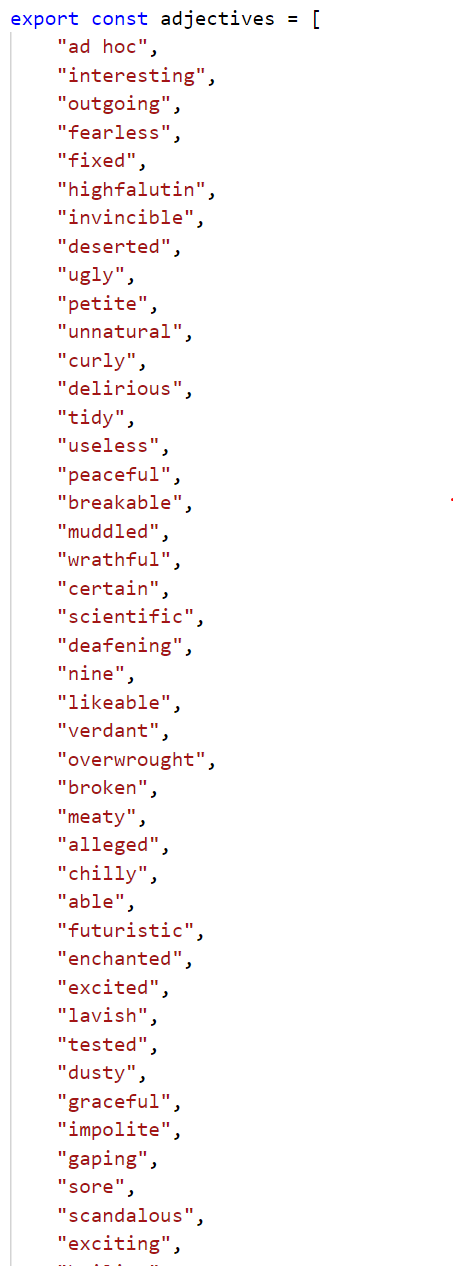 export const adjectives = [
"ad hoc",
"interesting",
"outgoing",
"fearless",
"fixed",
"highfalutin",
"invincible",
"deserted",
"ugly",
"petite",
"unnatural",
"curly",
"delirious",
"tidy",
"useless",
"peaceful",
"breakable",
"muddled",
"wrathful",
"certain",
"scientific",
"deafening",
"nine",
"likeable",
"verdant",
"overwrought",
"broken",
"meaty",
"alleged",
"chilly",
"able",
"futuristic",
"enchanted",
"excited",
"lavish",
"tested",
"dusty",
"graceful",
"impolite",
"gaping",
"sore",
"scandalous",
"exciting",